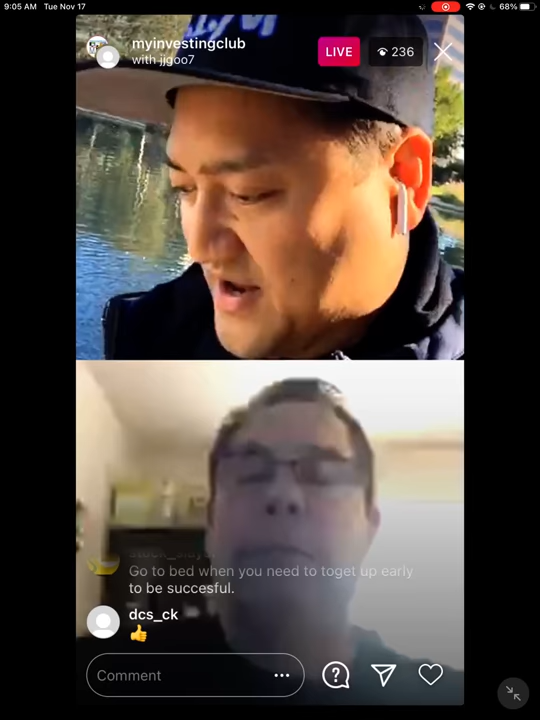 9:05 AM Tue Nov 17
68%
myinvestingclub
with jjgoo7
LIVE
236
Go to bed when you need to toget up early
to be succesful.
dcs_ck
Comment